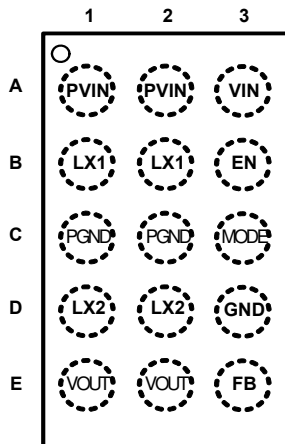 1 2 3
A PVIN PVIN VIN
B LX1 LX1 EN
C PGND PGND MODE
D LX2 LX2 GND
E VOUT VOUT FB